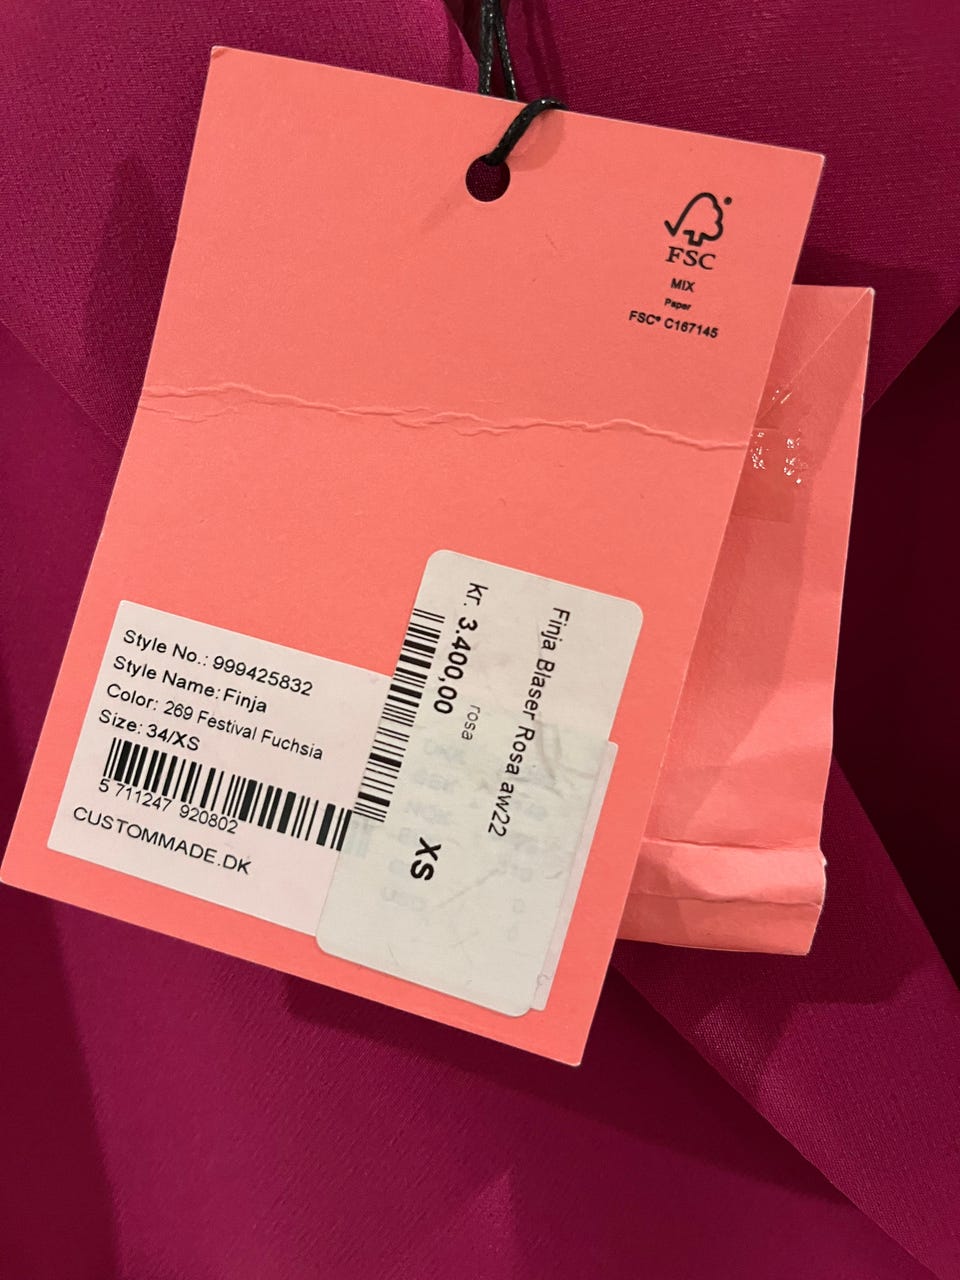 FSC®
MIX
Paper
FSC® C167145
Style No.: 999425832
Style Name: Finja
Color: 269 Festival Fuchsia
Size: 34/XS
5 711247 920802
CUSTOMMADE.DK
Finja Blaser Rosa aw22
rosa
kr. 3.400,00
XS